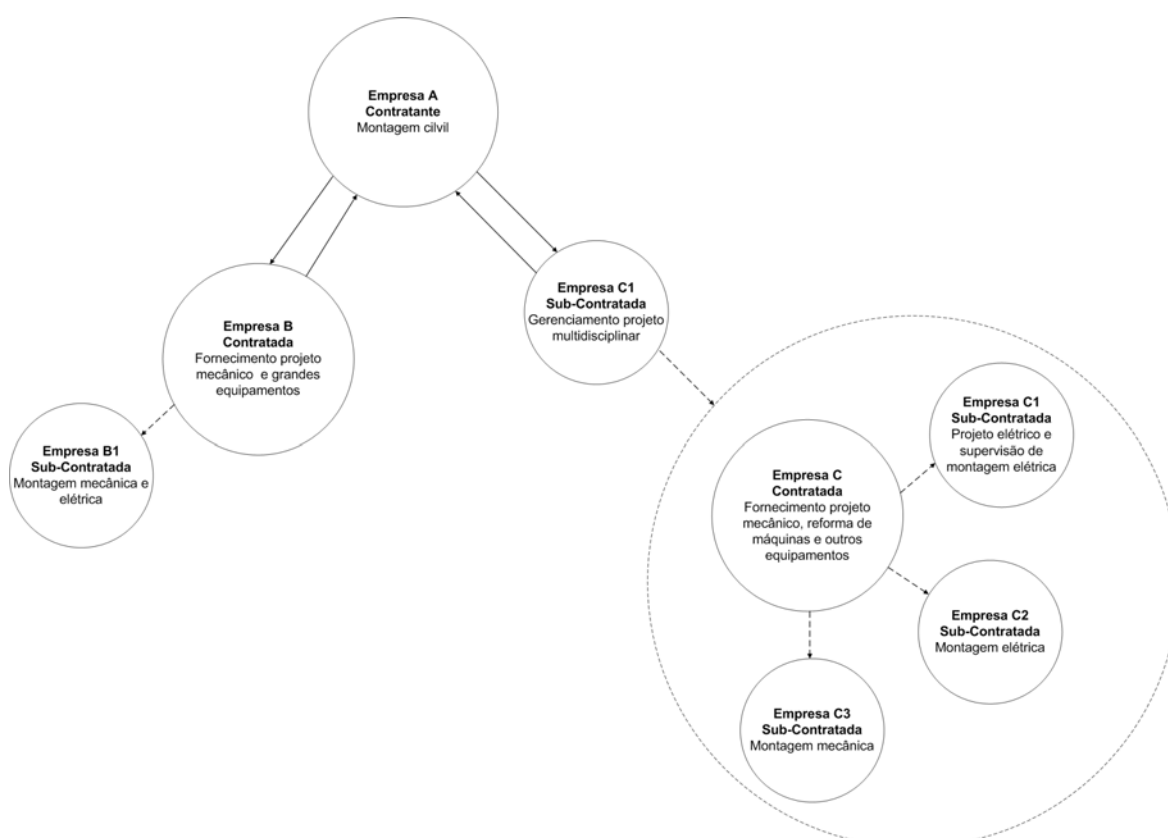 Empresa A
Contratante
Montagem cilvil
Empresa C1
Sub-Contratada
Gerenciamento projeto
multidisciplinar
Empresa B
Contratada
Fornecimento projeto
mecânico e grandes
equipamentos
Empresa B1
Sub-Contratada
Montagem mecânica e
elétrica
Empresa C1
Sub-Contratada
Projeto elétrico e
supervisão de
montagem elétrica
Empresa C
Contratada
Fornecimento projeto
mecânico, reforma de
máquinas e outros
equipamentos
Empresa C2
Sub-Contratada
Montagem elétrica
Empresa C3
Sub-Contratada
Montagem mecânica